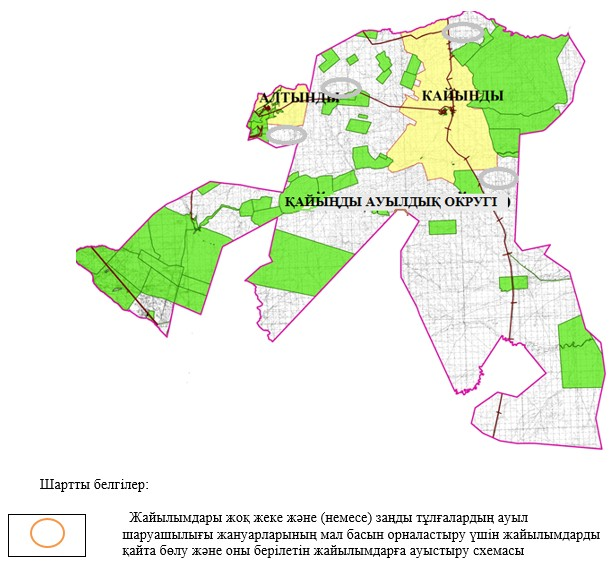 АЛТЫНДЫ
КАЙЫНДЫ
ҚАЙЫҢДЫ АУЫЛДЫҚ ОКРУГІ
Шартты белгілер:
Жайылымдары жоқ жеке және (немесе) заңды тұлғалардың ауыл
шаруашылығы жануарларының мал басын орналастыру үшін жайылымдарды
қайта бөлу және оны берілетін жайылымдарға ауыстыру схемасы